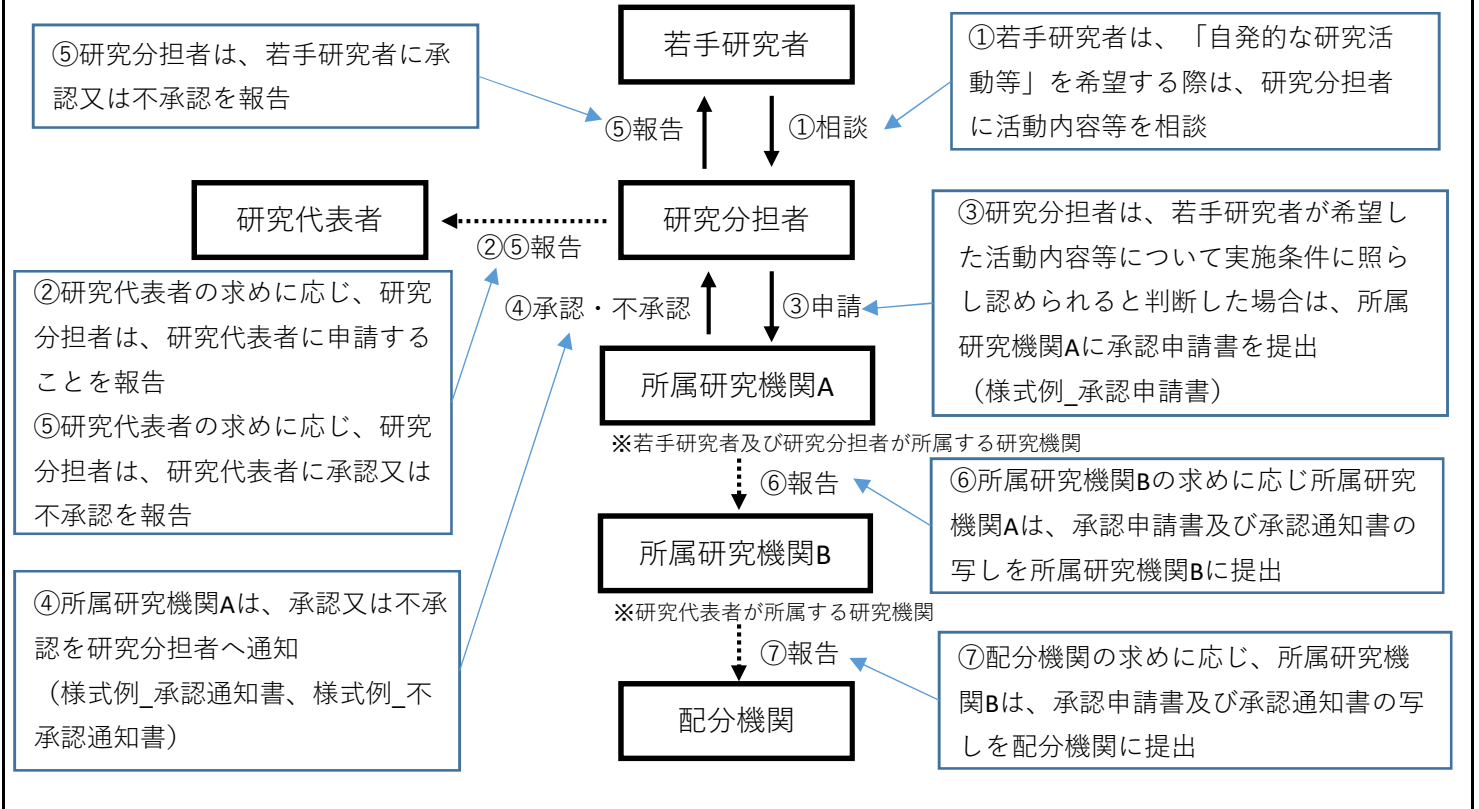 ⑤研究分担者は、若手研究者に承
認又は不承認を報告
若手研究者
①若手研究者は、「自発的な研究活
動等」を希望する際は、研究分担者
に活動内容等を相談
⑤報告
①相談
研究代表者
研究分担者
②⑤報告
③研究分担者は、若手研究者が希望し
た活動内容等について実施条件に照ら
し認められると判断した場合は、所属
研究機関Aに承認申請書を提出
（様式例_承認申請書）
②研究代表者の求めに応じ、研究
分担者は、研究代表者に申請する
ことを報告
⑤研究代表者の求めに応じ、研究
分担者は、研究代表者に承認又は
不承認を報告
④承認・不承認
③申請
所属研究機関A
※若手研究者及び研究分担者が所属する研究機関
⑥報告
⑥所属研究機関Bの求めに応じ所属研究
機関Aは、承認申請書及び承認通知書の
写しを所属研究機関Bに提出
所属研究機関B
※研究代表者が所属する研究機関
④所属研究機関Aは、承認又は不承
認を研究分担者へ通知
（様式例_承認通知書、様式例_不
承認通知書）
⑦報告
⑦配分機関の求めに応じ、所属研究機
関Bは、承認申請書及び承認通知書の写
しを配分機関に提出
配分機関